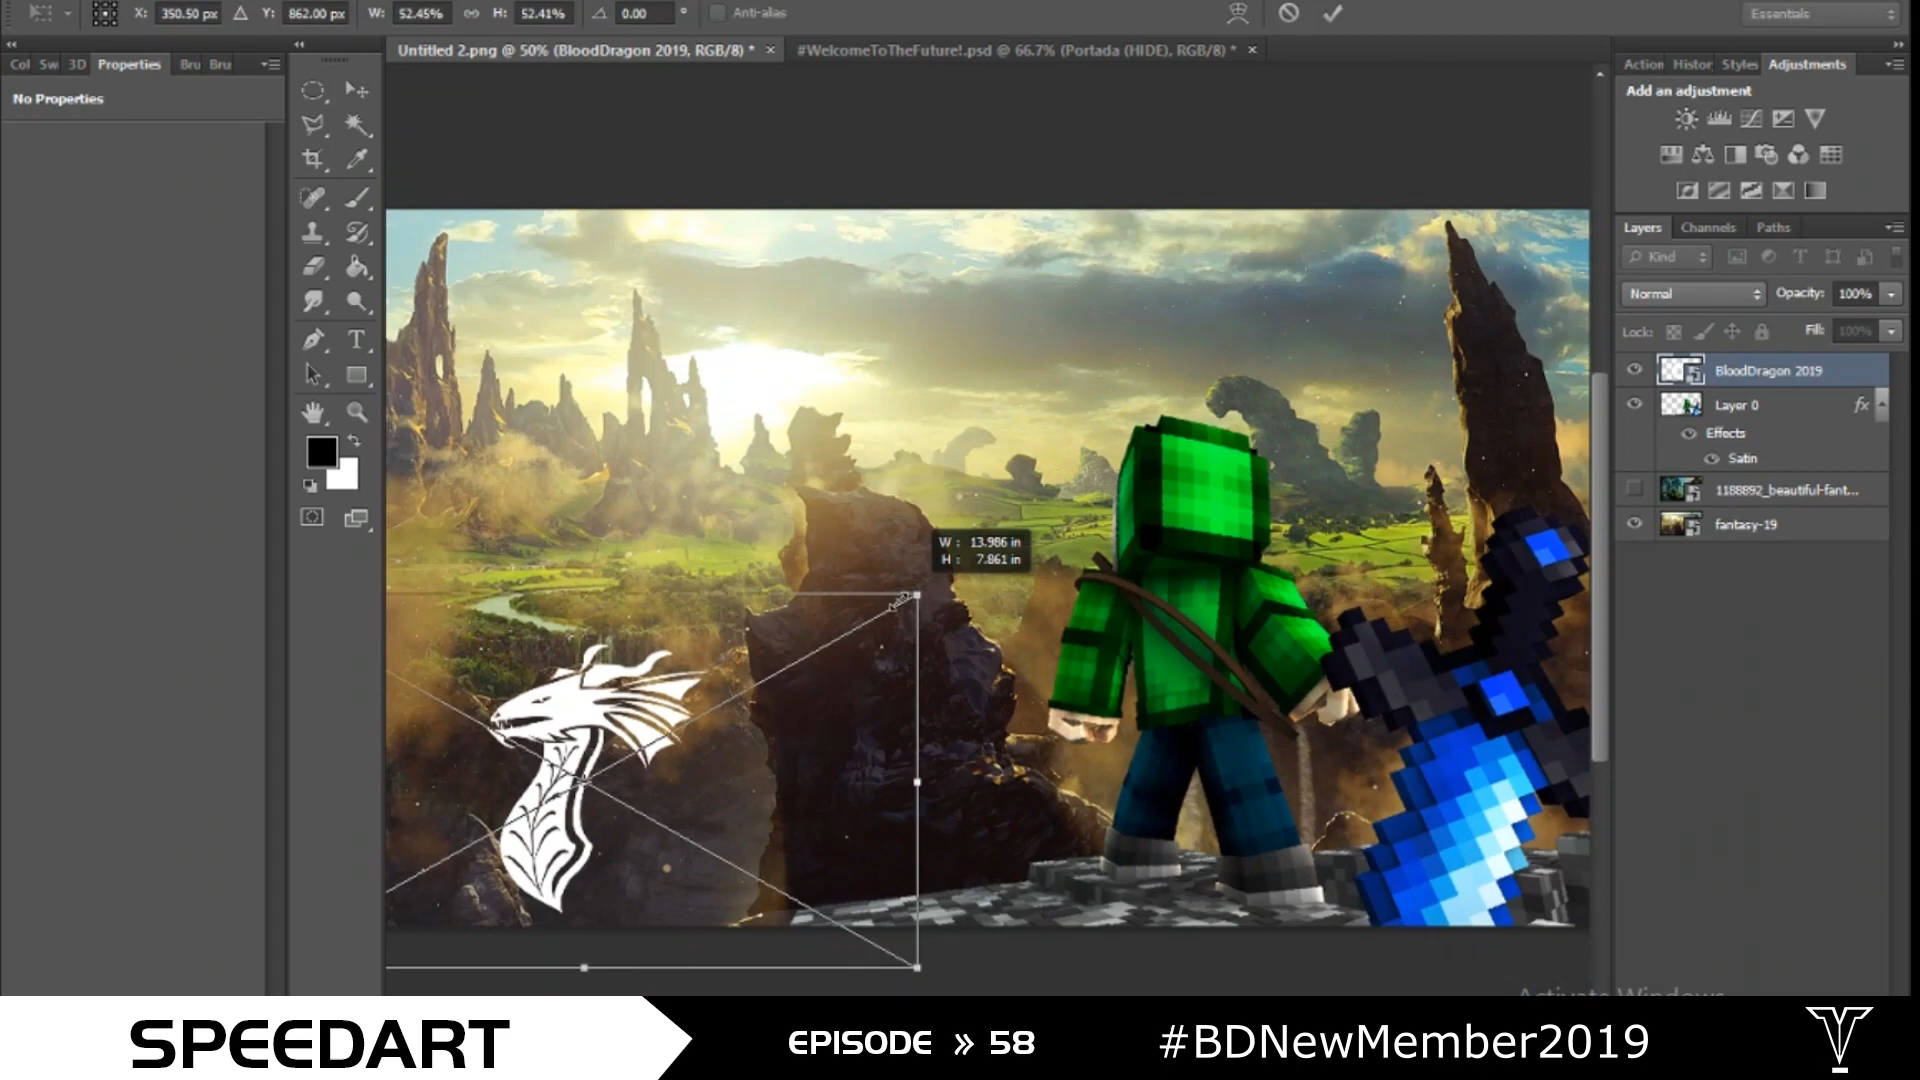 X: 350.50 px Y: 862.00 px W: 52.45% H: 52.41% 0.00 ° Anti-alias Essentials
Untitled 2.png @ 50% (BloodDragon 2019, RGB/8) * × #WelcomeToTheFuture!.psd @ 66.7% (Portada (HIDE), RGB/8) * ×
Col Sw 3D Properties Bru Bru
Action Histor Styles Adjustments
No Properties
Add an adjustment
Layers Channels Paths
Kind
Normal Opacity: 100%
Lock: Fill: 100%
BloodDragon 2019
Layer 0 fx
Effects
Satin
1188892_beautiful-fant...
fantasy-19
W : 13.986 in
H : 7.861 in
SPEEDART
EPISODE » 58
#BDNewMember2019